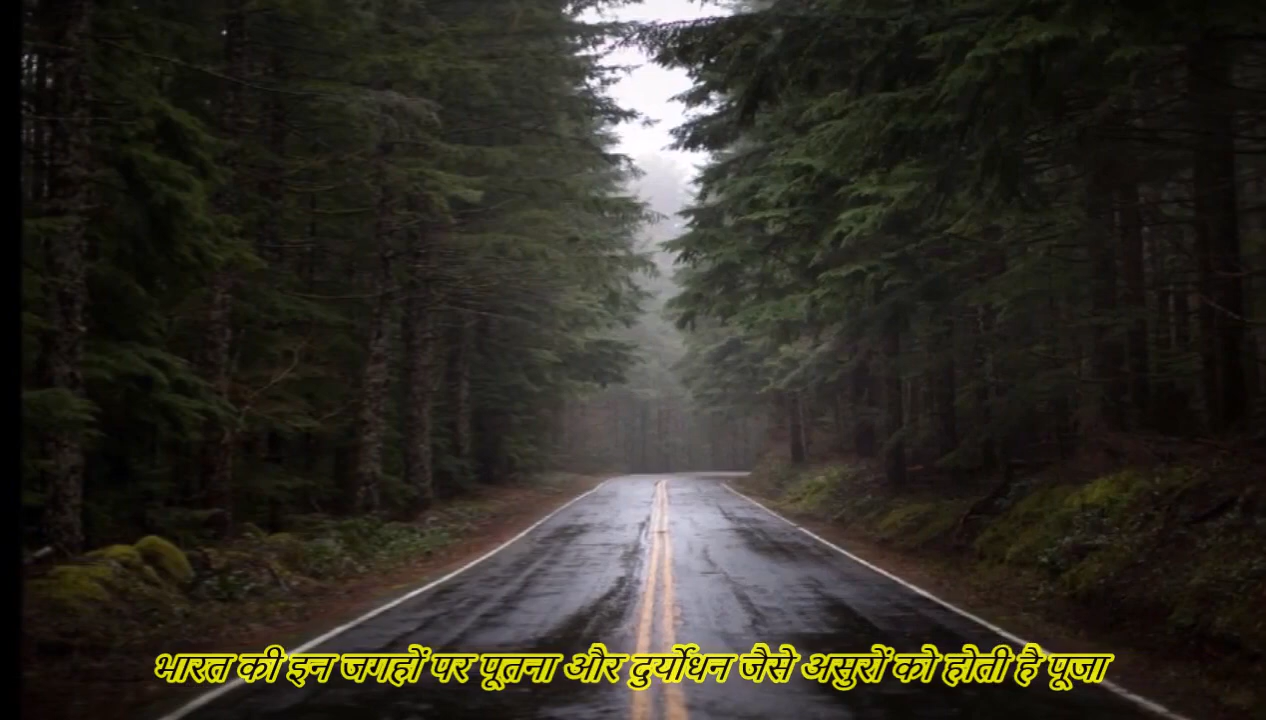 भारत की इन जगहों पर पूतना और दुर्योधन जैसे असुरों को होती है पूजा